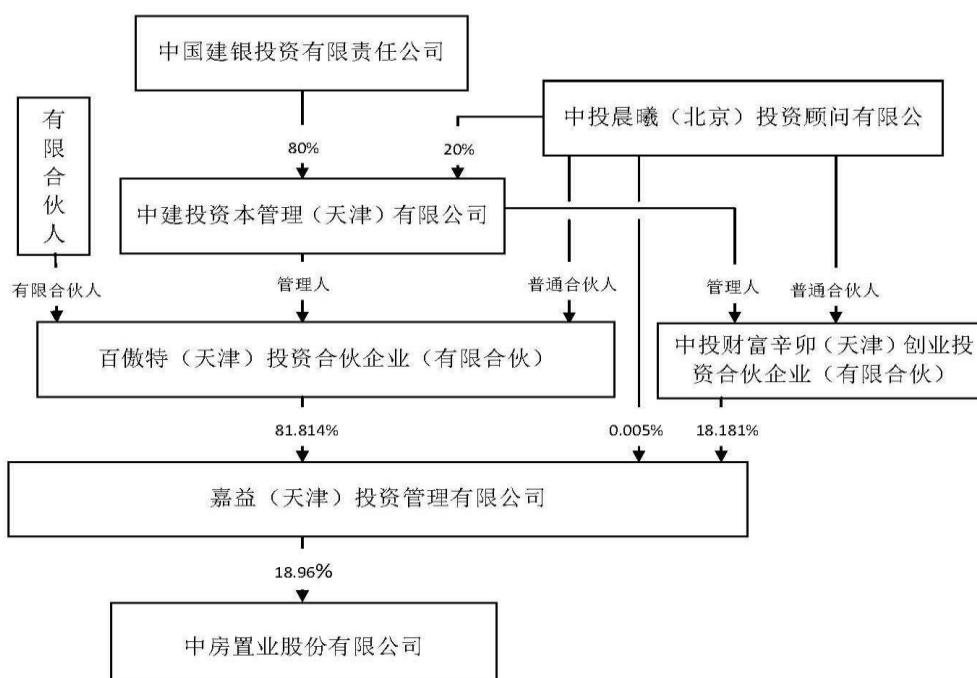 中国建银投资有限责任公司
有限合伙人
中投晨曦（北京）投资顾问有限公
80%
20%
中建投资本管理（天津）有限公司
有限合伙人
管理人
普通合伙人
管理人
普通合伙人
百傲特（天津）投资合伙企业（有限合伙）
中投财富辛卯（天津）创业投
资合伙企业（有限合伙）
81.814%
0.005%
18.181%
嘉益（天津）投资管理有限公司
18.96%
中房置业股份有限公司